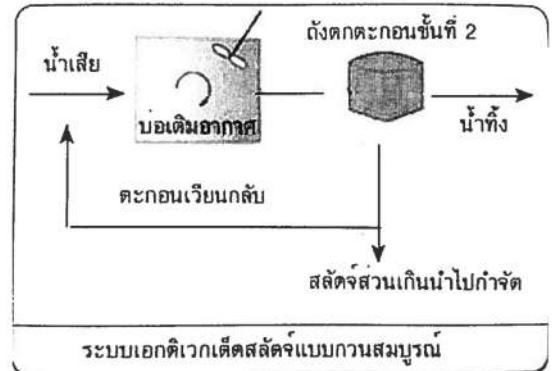 ถังตกตะกอนชั้นที่ 2
น้ำเสีย
บ่อเติมอากาศ
น้ำทิ้ง
ตะกอนเวียนกลับ
สลัดจ์ส่วนเกินนำไปกำจัด
ระบบเอกติเวกเต็ดสลัดจ์แบบกวนสมบูรณ์